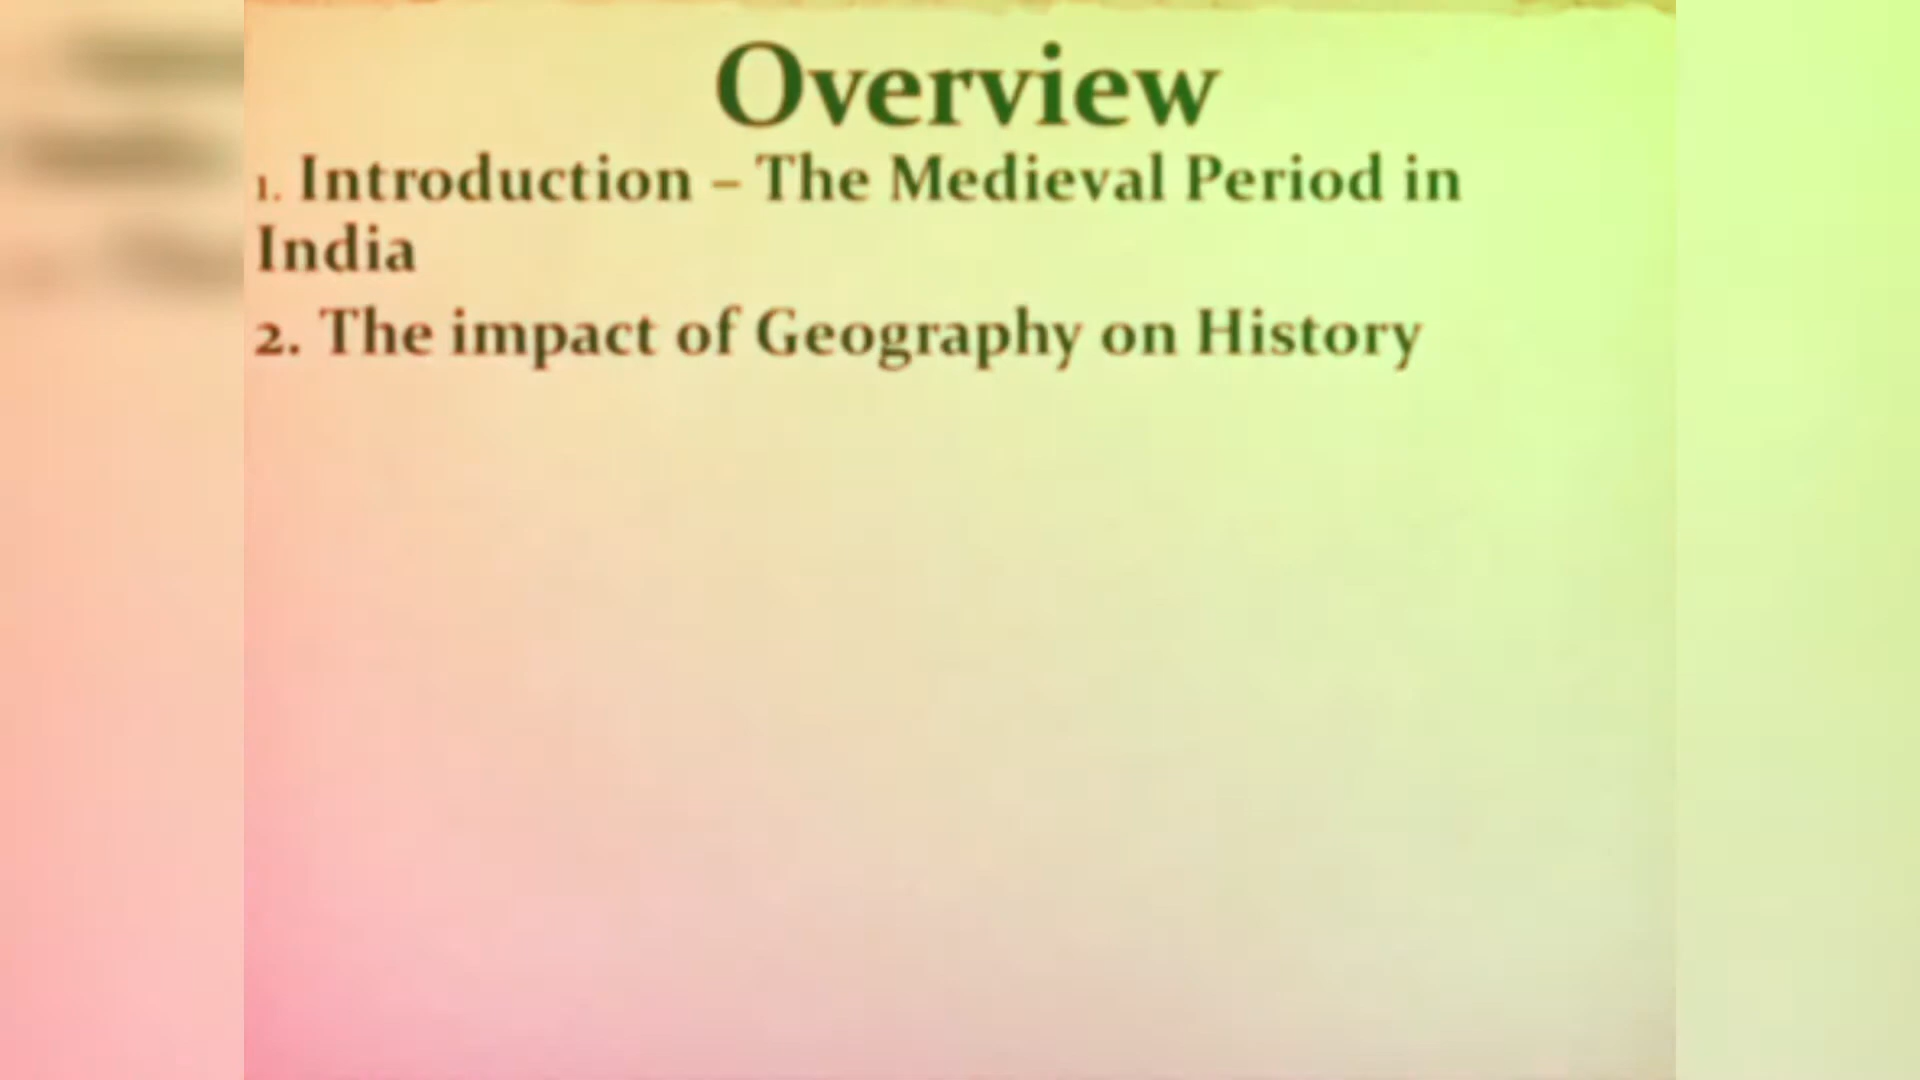 Overview
1. Introduction – The Medieval Period in
India
2. The impact of Geography on History